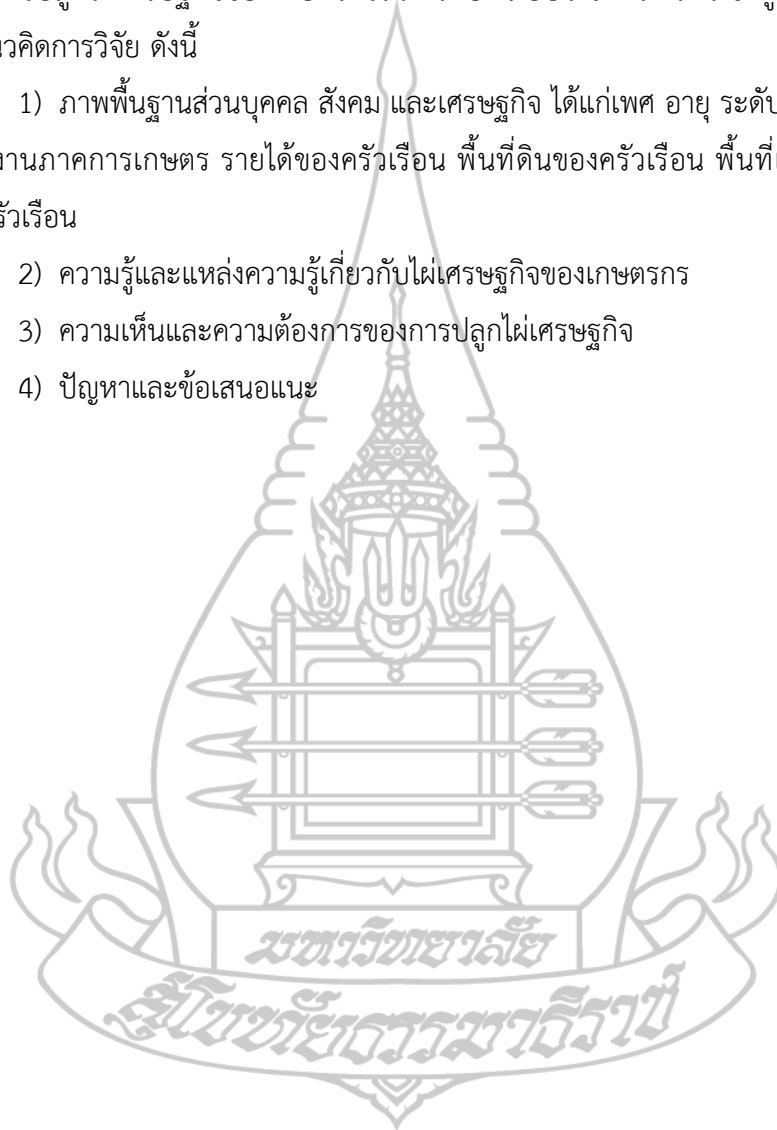 วคิดการวิจัย ดังนี้
1) ภาพพื้นฐานส่วนบุคคล สังคม และเศรษฐกิจ ได้แก่เพศ อายุ ระดับ
งานภาคการเกษตร รายได้ของครัวเรือน พื้นที่ดินของครัวเรือน พื้นที่
รัวเรือน
2) ความรู้และแหล่งความรู้เกี่ยวกับไผ่เศรษฐกิจของเกษตรกร
3) ความเห็นและความต้องการของการปลูกไผ่เศรษฐกิจ
4) ปัญหาและข้อเสนอแนะ
มหาวิทยาลัย
สุโขทัยธรรมาธิราช